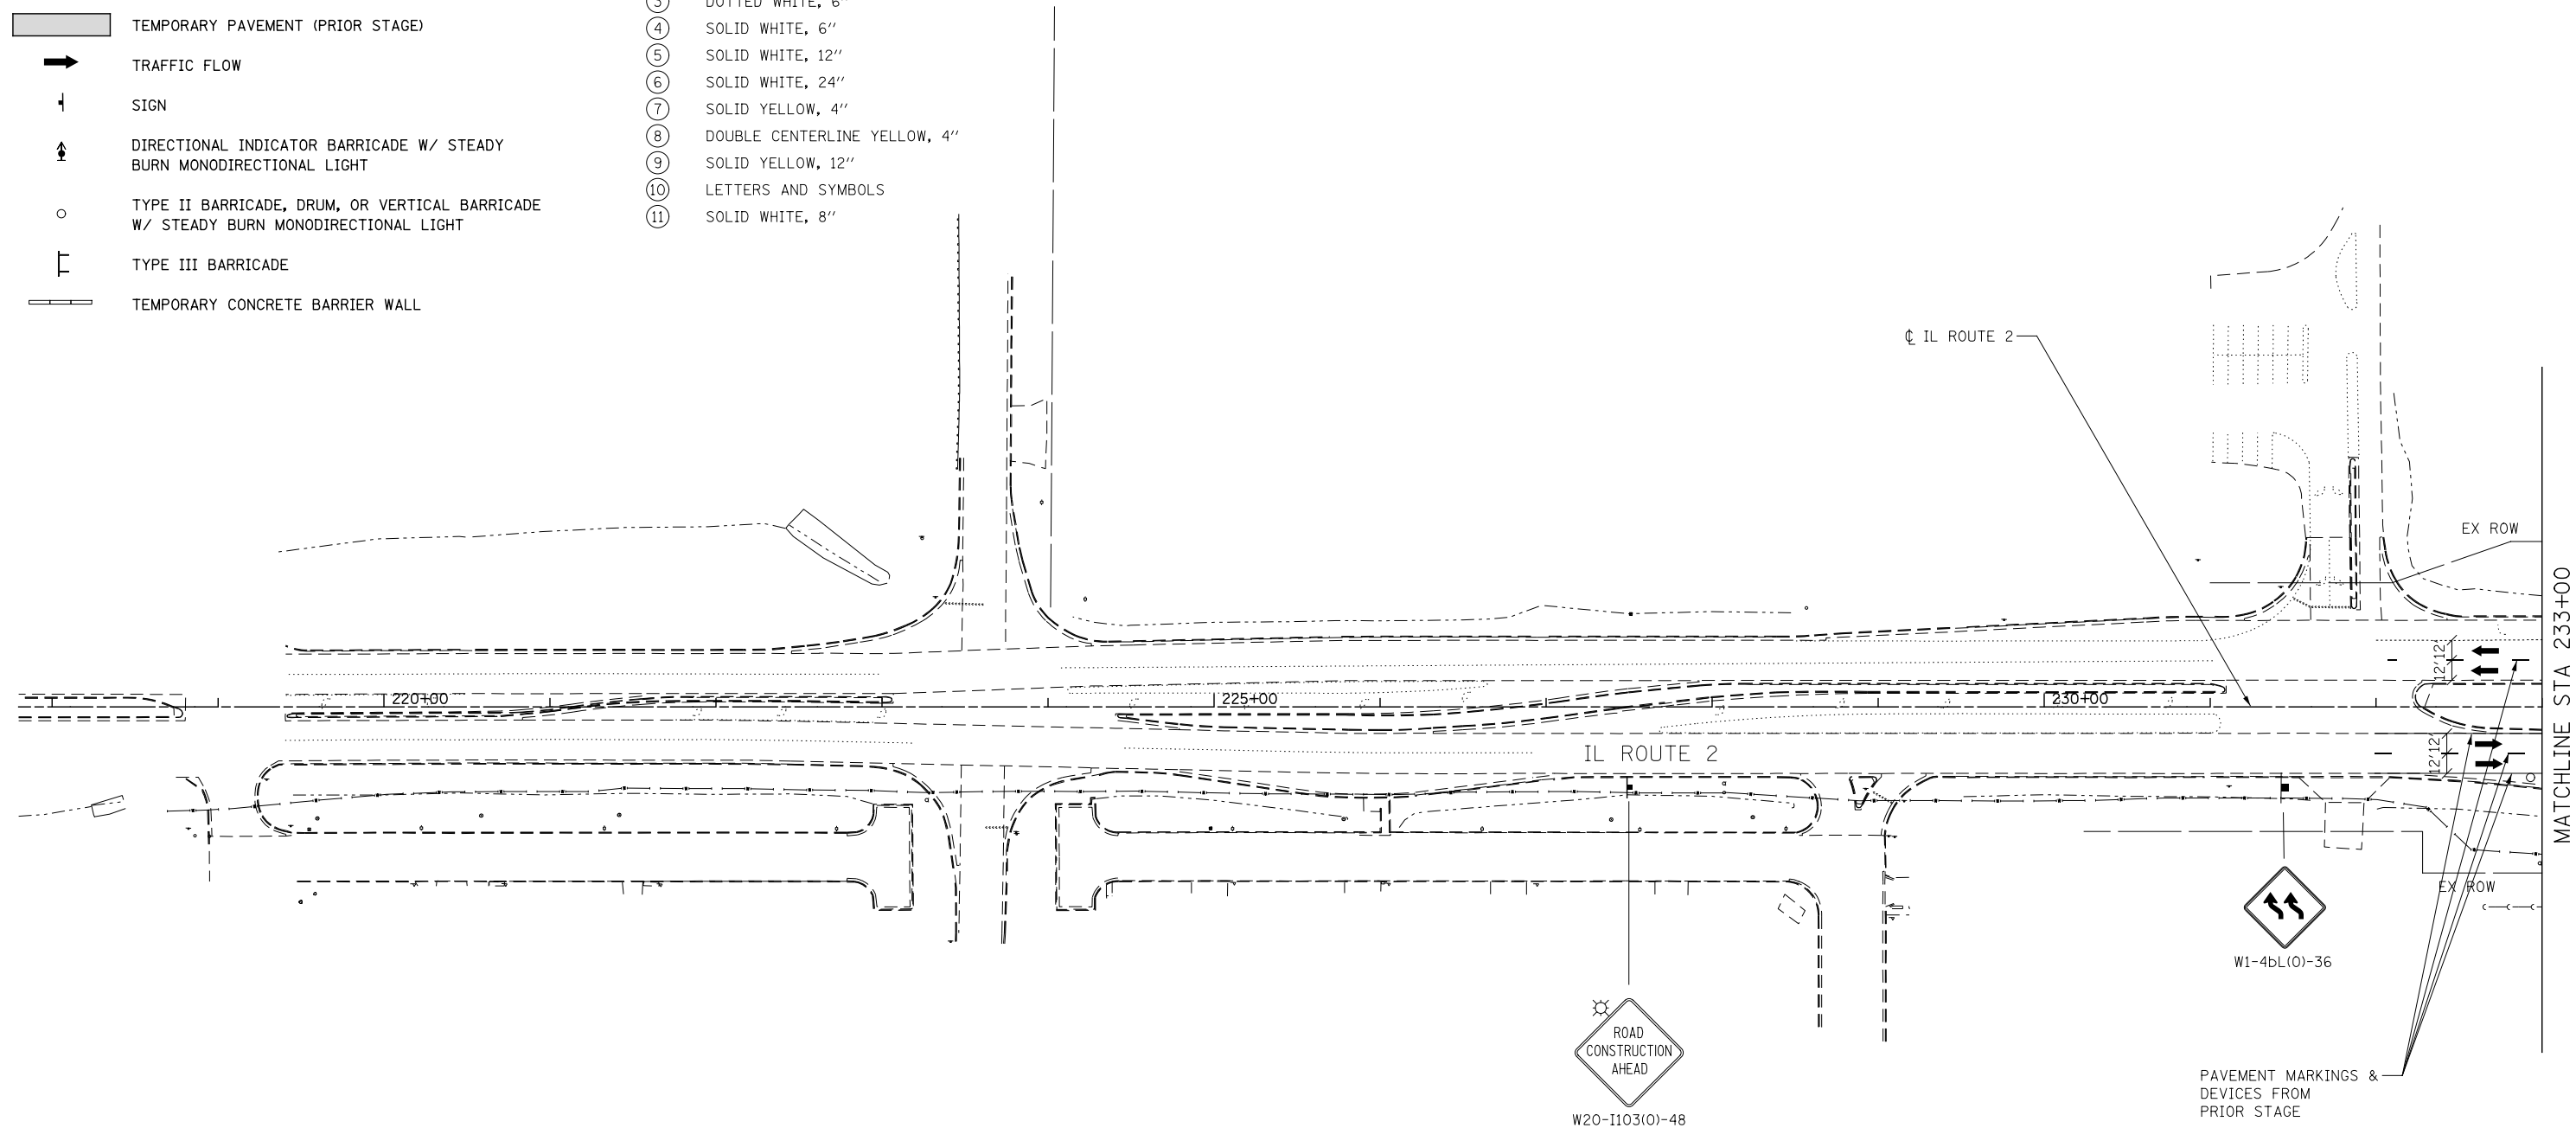 TEMPORARY PAVEMENT (PRIOR STAGE)
TRAFFIC FLOW
SIGN
DIRECTIONAL INDICATOR BARRICADE W/ STEADY
BURN MONODIRECTIONAL LIGHT
TYPE II BARRICADE, DRUM, OR VERTICAL BARRICADE
W/ STEADY BURN MONODIRECTIONAL LIGHT
TYPE III BARRICADE
TEMPORARY CONCRETE BARRIER WALL
3 DOTTED WHITE, 6''
4 SOLID WHITE, 6''
5 SOLID WHITE, 12''
6 SOLID WHITE, 24''
7 SOLID YELLOW, 4''
8 DOUBLE CENTERLINE YELLOW, 4''
9 SOLID YELLOW, 12''
10 LETTERS AND SYMBOLS
11 SOLID WHITE, 8''
℄ IL ROUTE 2
EX ROW
12' 12'
220+00
225+00
230+00
IL ROUTE 2
12' 12'
MATCHLINE STA 233+00
EX ROW
W1-4bL(O)-36
ROAD
CONSTRUCTION
AHEAD
W20-I103(O)-48
PAVEMENT MARKINGS &
DEVICES FROM
PRIOR STAGE